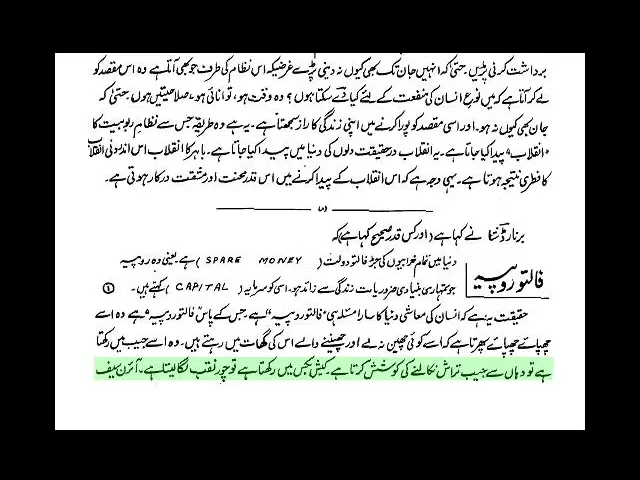 برداشت کرنی پڑیں۔ حتیٰ کہ انہیں جان تک بھی کیوں نہ دینی پڑے۔ غرضیکہ اس نظام کی طرف جو بھی آتا ہے وہ اس مقصد کو
لے کر آتا ہے کہ میں نوع انسان کی منفعت کے لئے کیا دے سکتا ہوں؟ وہ وقت ہو، توانائی ہو، صلاحیتیں ہوں، حتیٰ کہ
جان بھی کیوں نہ ہو۔ اور اسی مقصد کو پورا کرنے میں اپنی زندگی کا راز سمجھتا ہے۔ یہ ہے وہ طریقہ جس سے نظامِ ربوبیت کا
"انقلاب" پیدا کیا جاتا ہے۔ یہ انقلاب درحقیقت دلوں کی دنیا میں پیدا کیا جاتا ہے۔ باہر کا انقلاب اس اندرونی انقلاب
کا فطری نتیجہ ہوتا ہے۔ یہی وجہ ہے کہ اس انقلاب کے پیدا کرنے میں اس قدر محنت اور مشقت درکار ہوتی ہے۔
برنارڈ شا نے کہا ہے (اور کس قدر صحیح کہا ہے) کہ
فالتو روپیہ
دنیا میں تمام خرابیوں کی جڑ فالتو دولت (SPARE MONEY) ہے۔ یعنی وہ روپیہ
جو تمہاری بنیادی ضروریات زندگی سے زائد ہو۔ اسی کو سرمایہ (CAPITAL) کہتے ہیں۔
حقیقت یہ ہے کہ انسان کی معاشی دنیا کا سارا مسئلہ ہی "فالتو روپیہ" ہے۔ جس کے پاس "فالتو روپیہ" ہے وہ اسے
چھپائے چھپائے پھرتا ہے کہ اسے کوئی چھین نہ لے اور چھیننے والے اس کی گھات میں رہتے ہیں۔ وہ اسے جیب میں رکھتا
ہے تو وہاں سے جیب تراش نکالنے کی کوشش کرتا ہے۔ کیش بکس میں رکھتا ہے تو چور نقب لگا لیتا ہے۔ آئرن سیف